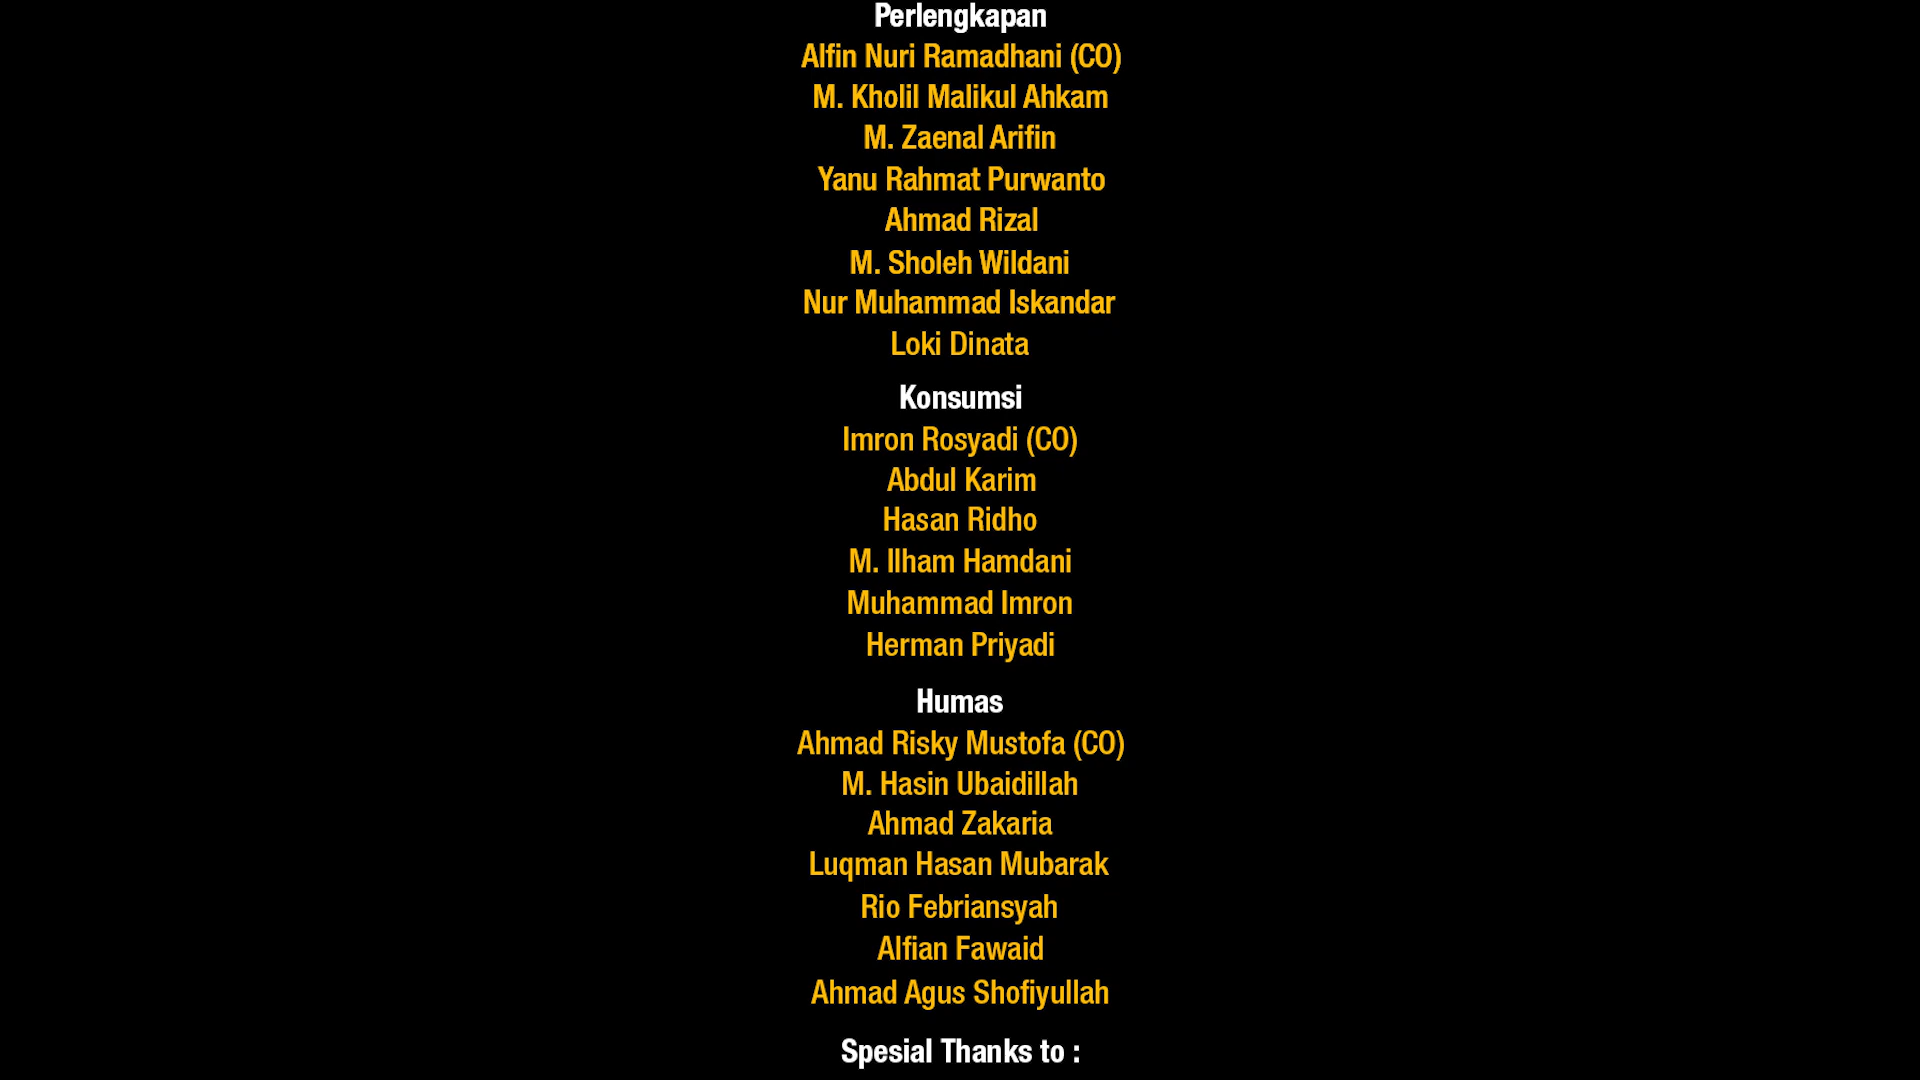 Perlengkapan
Alfin Nuri Ramadhani (CO)
M. Kholil Malikul Ahkam
M. Zaenal Arifin
Yanu Rahmat Purwanto
Ahmad Rizal
M. Sholeh Wildani
Nur Muhammad Iskandar
Loki Dinata
Konsumsi
Imron Rosyadi (CO)
Abdul Karim
Hasan Ridho
M. Ilham Hamdani
Muhammad Imron
Herman Priyadi
Humas
Ahmad Risky Mustofa (CO)
M. Hasin Ubaidillah
Ahmad Zakaria
Luqman Hasan Mubarak
Rio Febriansyah
Alfian Fawaid
Ahmad Agus Shofiyullah
Spesial Thanks to :